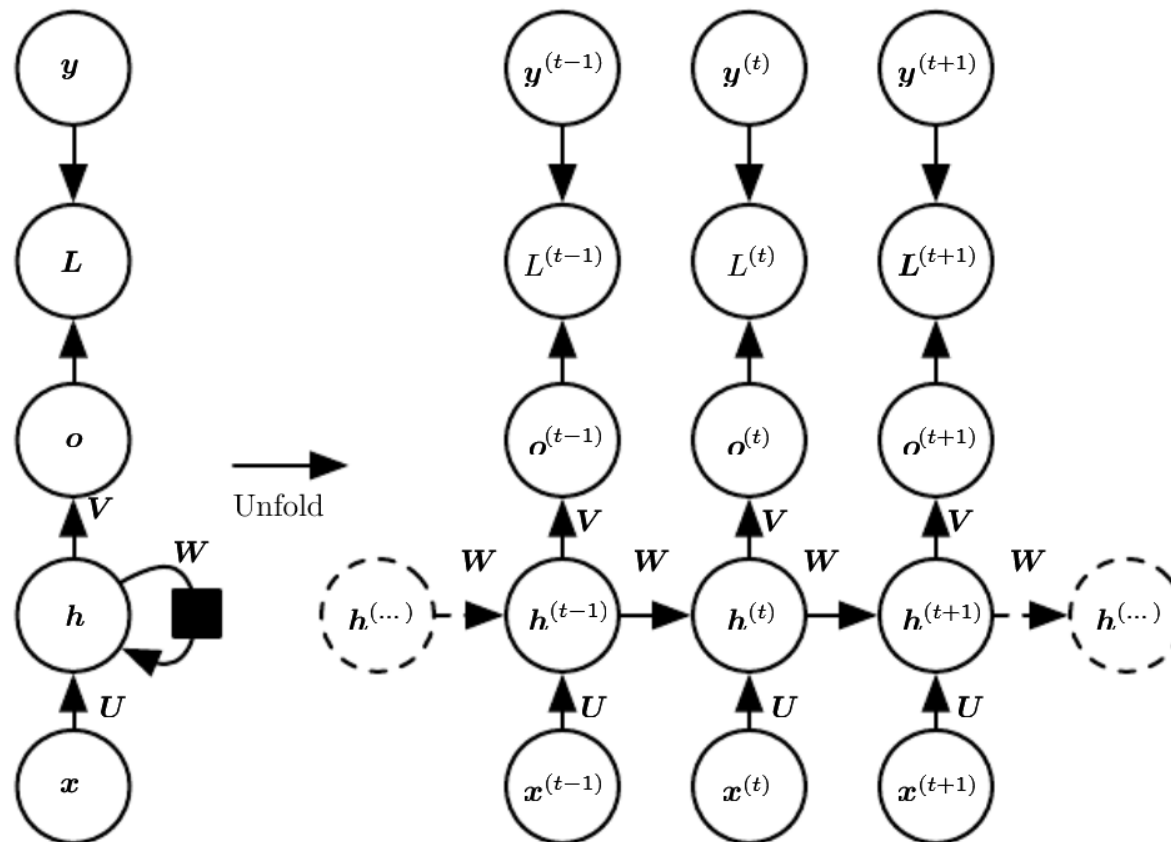 y y^(t−1) y^(t) y^(t+1)
L L^(t−1) L^(t) L^(t+1)
o o^(t−1) o^(t) o^(t+1)
Unfold
V V V V
W W W W W
h h^(...) h^(t−1) h^(t) h^(t+1) h^(...)
U U U U
x x^(t−1) x^(t) x^(t+1)